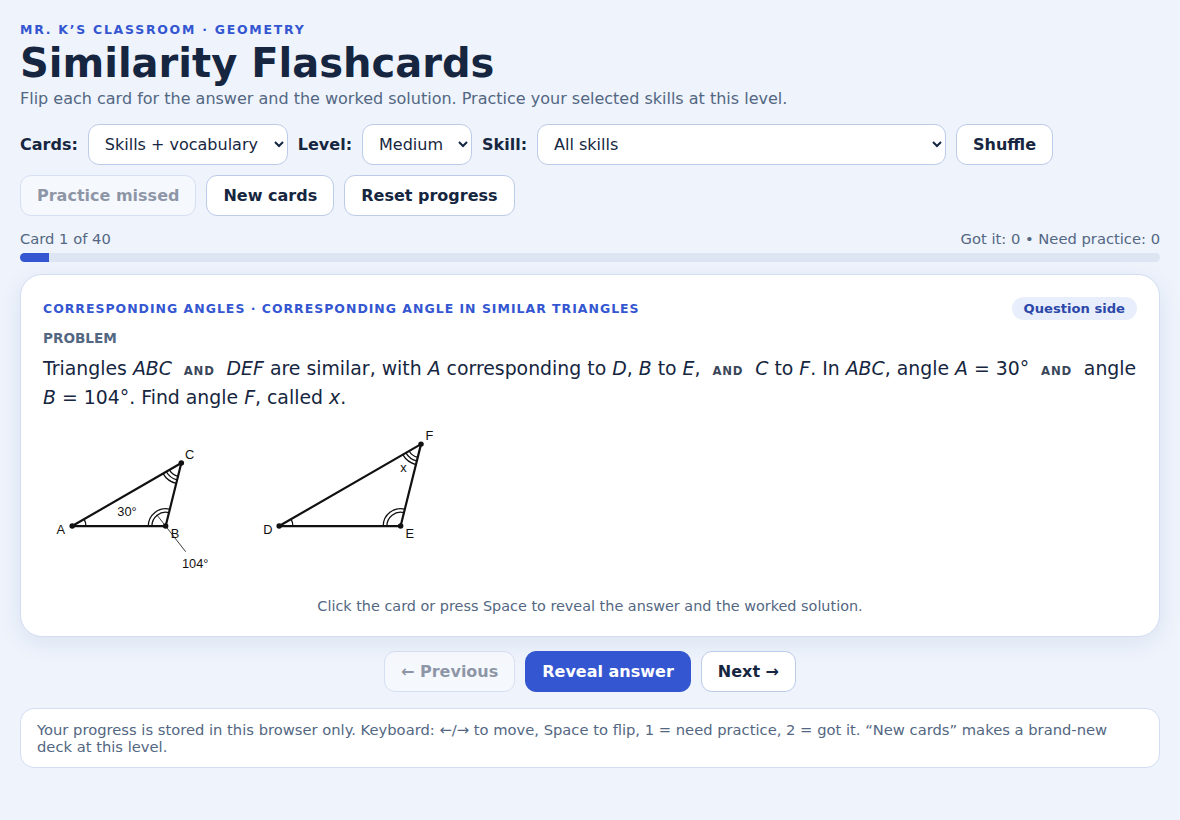 MR. K’S CLASSROOM · GEOMETRY
Similarity Flashcards
Flip each card for the answer and the worked solution. Practice your selected skills at this level.
Cards: Skills + vocabulary Level: Medium Skill: All skills Shuffle
Practice missed New cards Reset progress
Card 1 of 40 Got it: 0 • Need practice: 0
CORRESPONDING ANGLES · CORRESPONDING ANGLE IN SIMILAR TRIANGLES Question side
PROBLEM
Triangles ABC AND DEF are similar, with A corresponding to D, B to E, AND C to F. In ABC, angle A = 30° AND angle
B = 104°. Find angle F, called x.
F
C
x
30°
A B D E
104°
Click the card or press Space to reveal the answer and the worked solution.
← Previous Reveal answer Next →
Your progress is stored in this browser only. Keyboard: ←/→ to move, Space to flip, 1 = need practice, 2 = got it. “New cards” makes a brand-new
deck at this level.